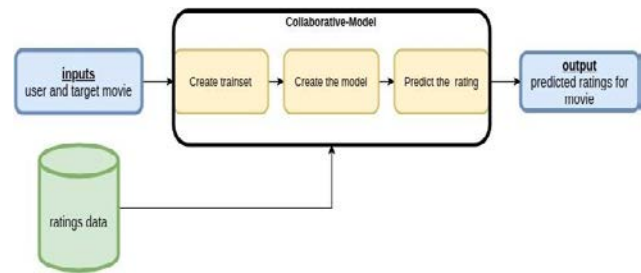 Collaborative-Model
inputs
user and target movie
Create trainset
Create the model
Predict the rating
output
predicted ratings for
movie
ratings data